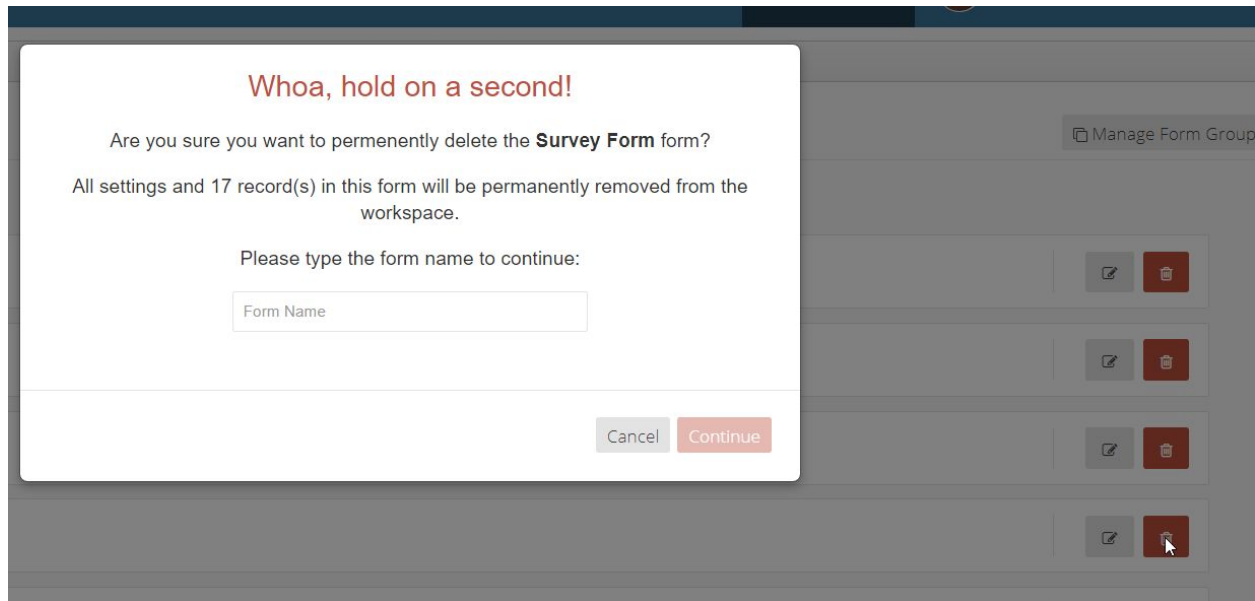 Whoa, hold on a second!
Are you sure you want to permenently delete the Survey Form form?
All settings and 17 record(s) in this form will be permanently removed from the
workspace.
Please type the form name to continue:
Form Name
Cancel Continue
Manage Form Group